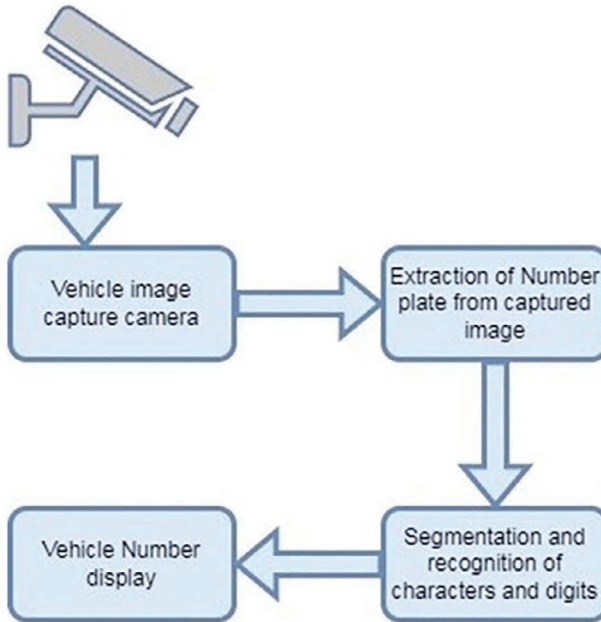 Vehicle image
capture camera
Extraction of Number
plate from captured
image
Segmentation and
recognition of
characters and digits
Vehicle Number
display